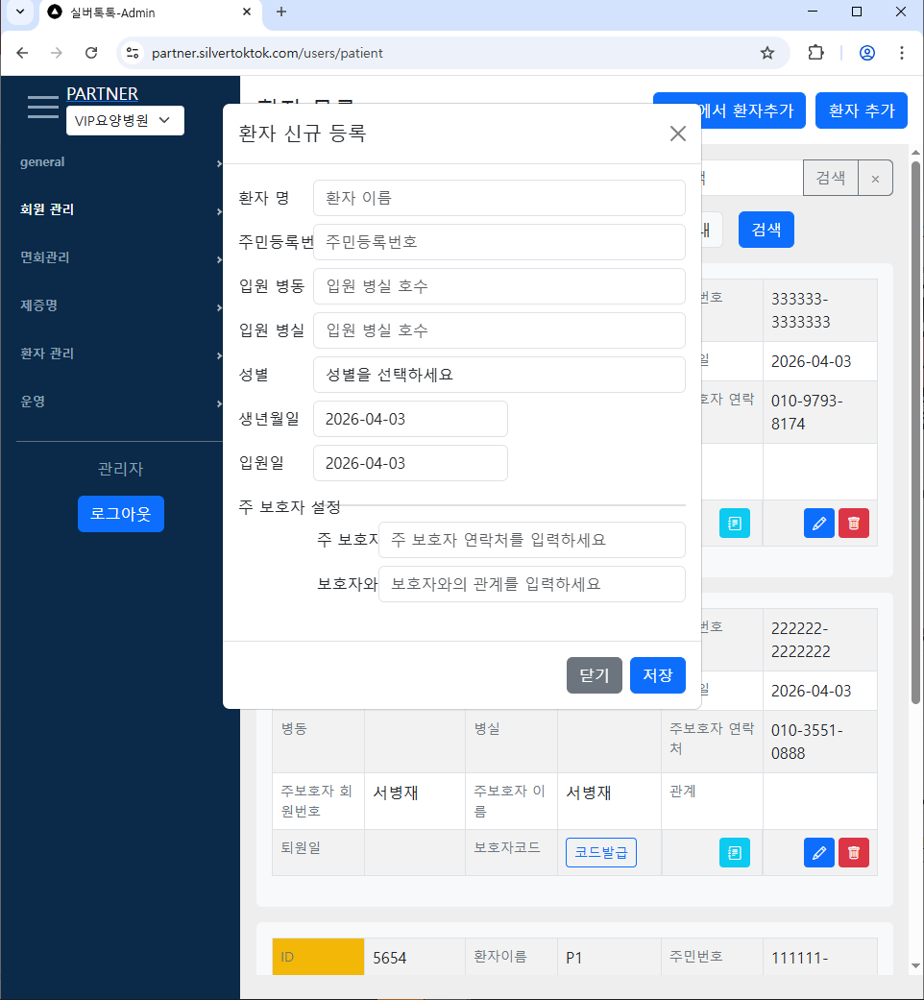 실버톡톡-Admin
partner.silvertoktok.com/users/patient
PARTNER
VIP요양병원
general
회원 관리
면회관리
제증명
환자 관리
운영
관리자
로그아웃
에서 환자추가
환자 추가
검색
×
내
검색
환자 신규 등록
환자 명
환자 이름
주민등록번
주민등록번호
입원 병동
입원 병실 호수
입원 병실
입원 병실 호수
성별
성별을 선택하세요
생년월일
2026-04-03
입원일
2026-04-03
주 보호자 설정
주 보호자
주 보호자 연락처를 입력하세요
보호자와
보호자와의 관계를 입력하세요
닫기
저장
번호
333333-
3333333
일
2026-04-03
호자 연락
010-9793-
8174
번호
222222-
2222222
일
2026-04-03
병동
병실
주보호자 연락
처
010-3551-
0888
주보호자 회
원번호
서병재
주보호자 이
름
서병재
관계
퇴원일
보호자코드
코드발급
ID
5654
환자이름
P1
주민번호
111111-